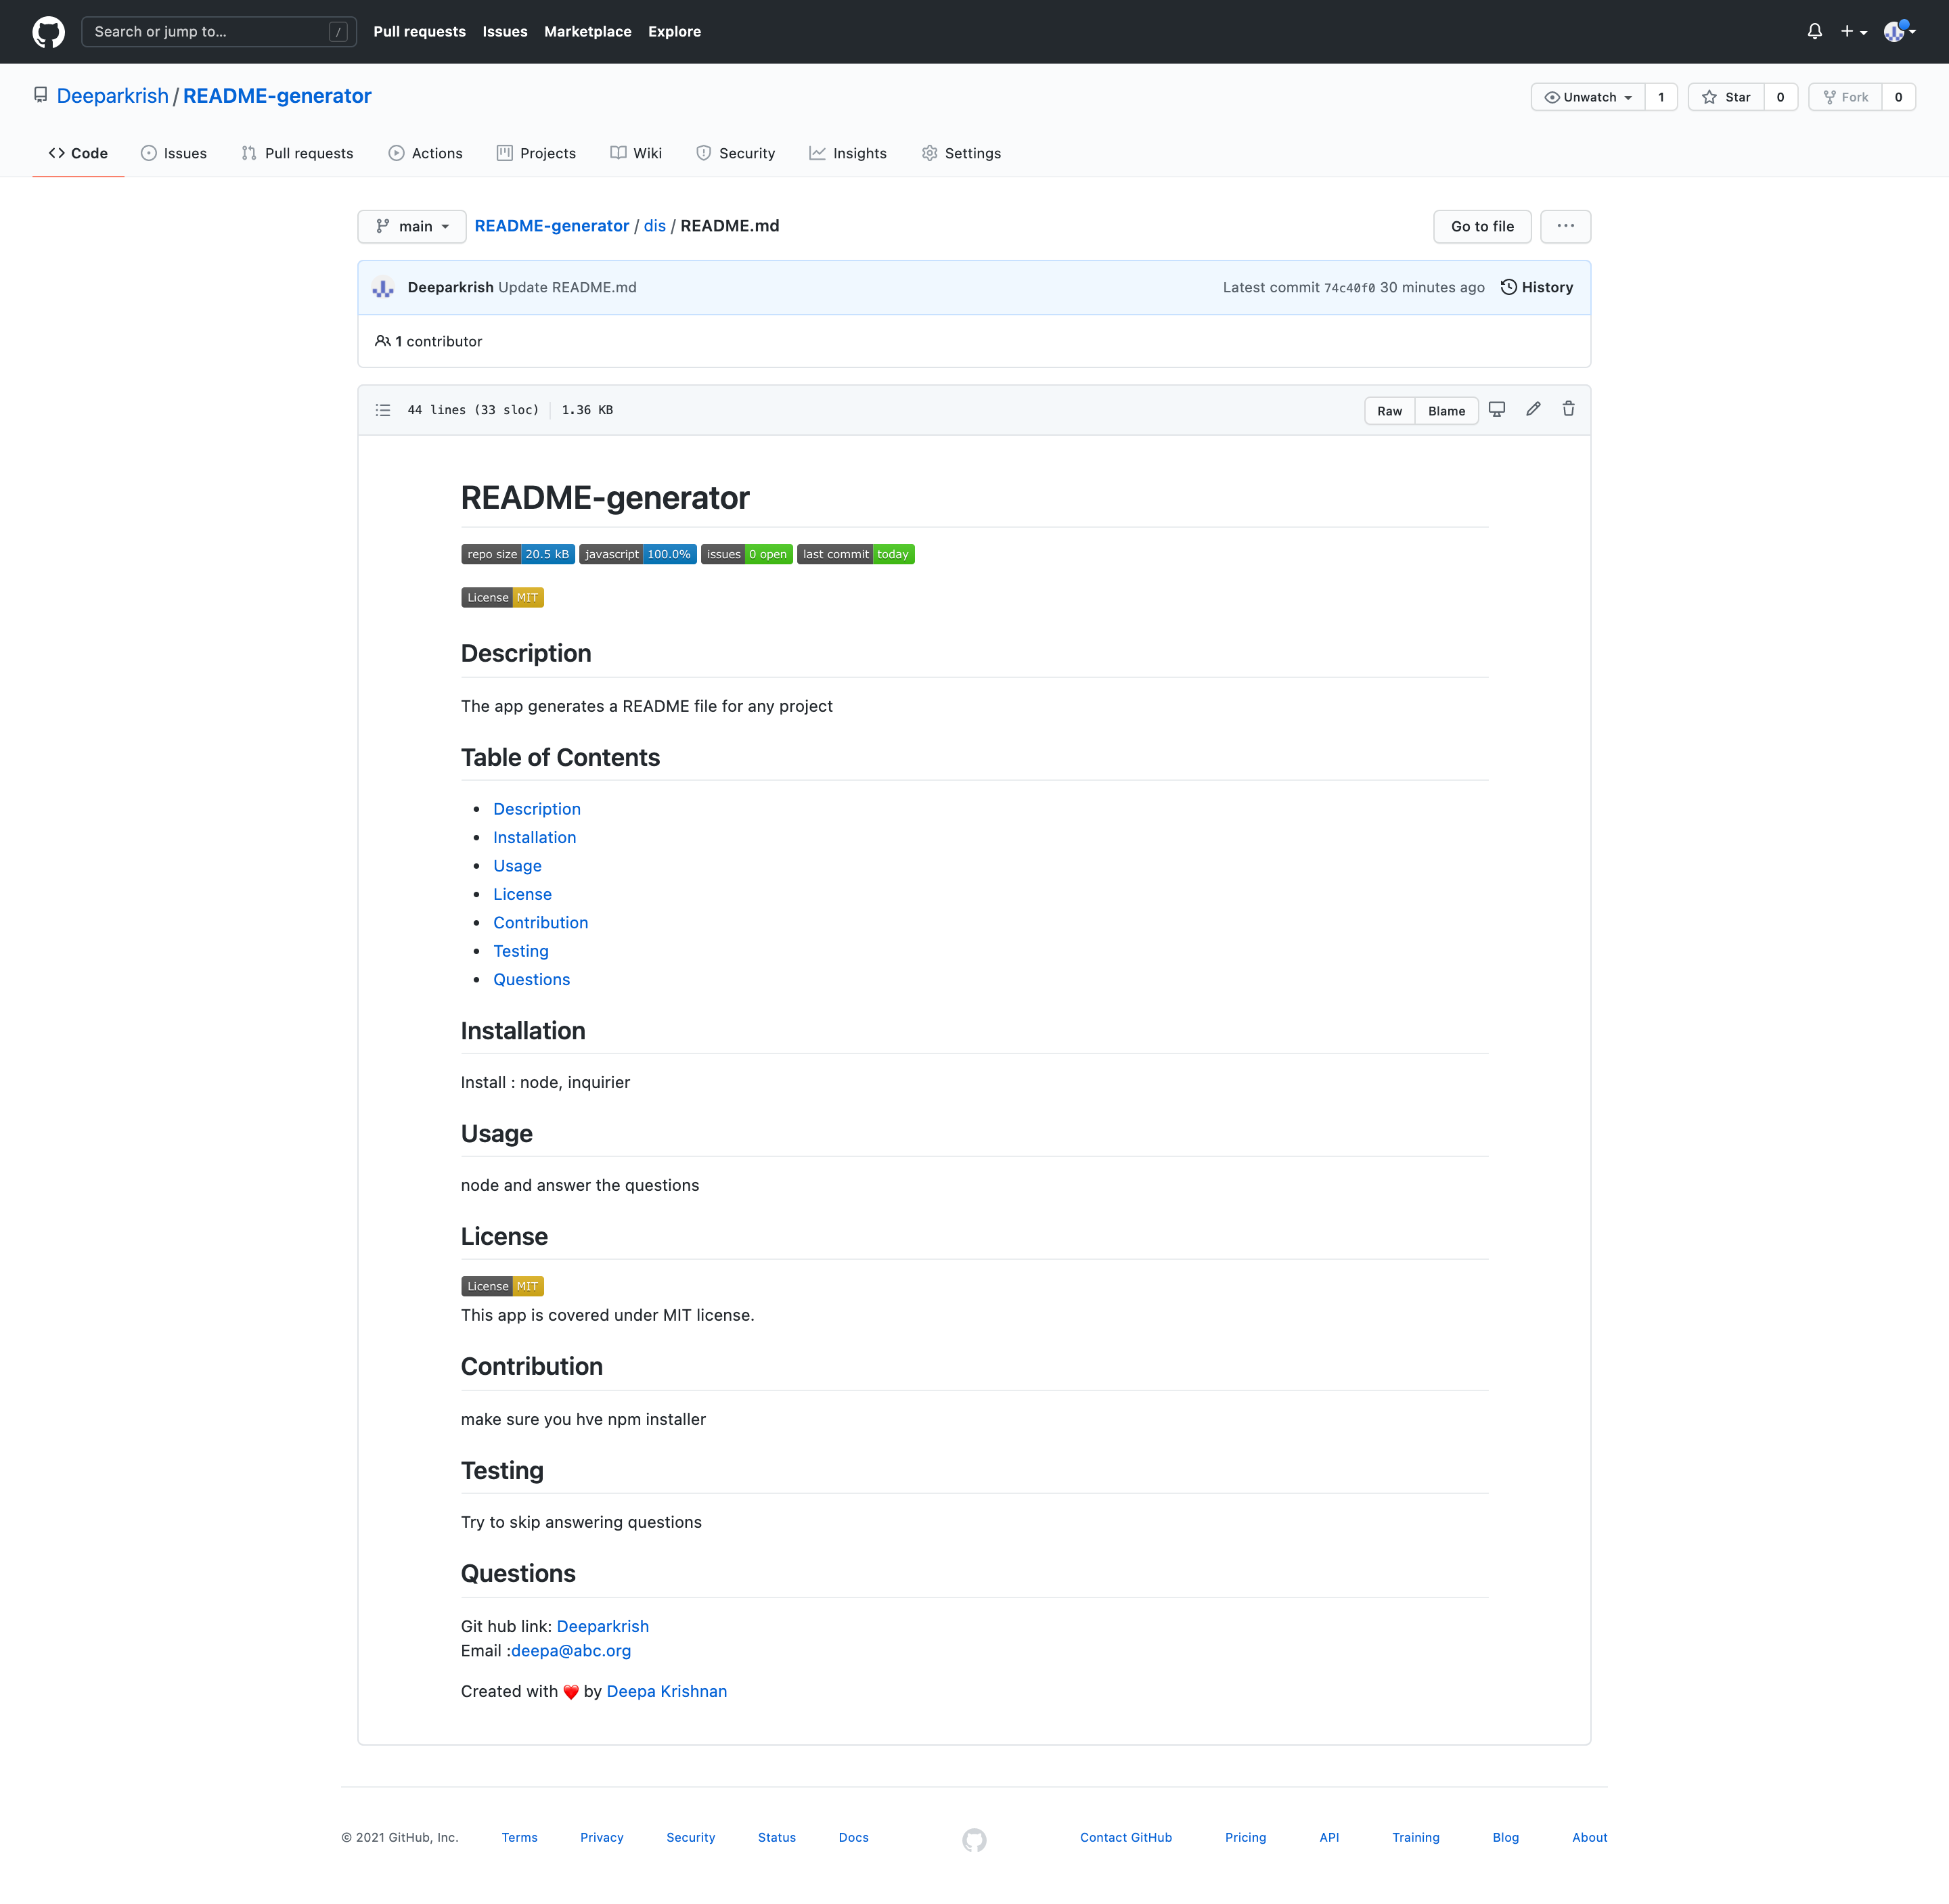 Search or jump to... / Pull requests Issues Marketplace Explore
Deeparkrish / README-generator Unwatch 1 Star 0 Fork 0
Code Issues Pull requests Actions Projects Wiki Security Insights Settings
main README-generator / dis / README.md Go to file ...
Deeparkrish Update README.md Latest commit 74c40f0 30 minutes ago History
1 contributor
44 lines (33 sloc) 1.36 KB Raw Blame
README-generator
repo size 20.5 kB javascript 100.0% issues 0 open last commit today
License MIT
Description
The app generates a README file for any project
Table of Contents
• Description
• Installation
• Usage
• License
• Contribution
• Testing
• Questions
Installation
Install : node, inquirier
Usage
node and answer the questions
License
License MIT
This app is covered under MIT license.
Contribution
make sure you hve npm installer
Testing
Try to skip answering questions
Questions
Git hub link: Deeparkrish
Email :deepa@abc.org
Created with ❤️ by Deepa Krishnan
© 2021 GitHub, Inc. Terms Privacy Security Status Docs Contact GitHub Pricing API Training Blog About